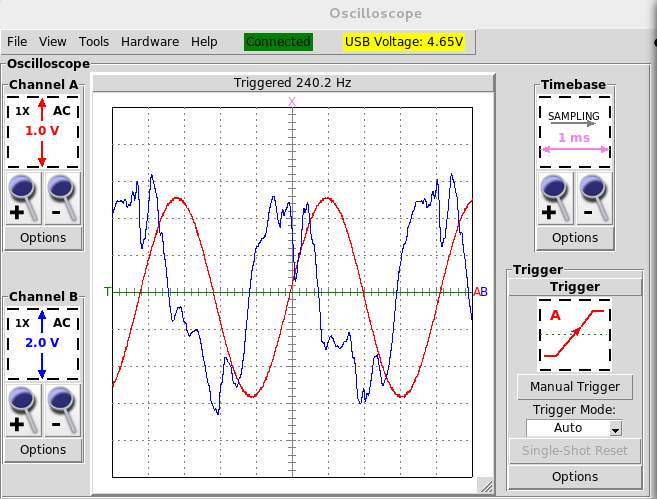 Oscilloscope
File View Tools Hardware Help Connected USB Voltage: 4.65V
Oscilloscope
Channel A
1X AC
1.0 V
+ -
Options
Channel B
1X AC
2.0 V
+ -
Options
Triggered 240.2 Hz
X
T
A B
Timebase
SAMPLING
1 ms
+ -
Options
Trigger
Trigger
A
Manual Trigger
Trigger Mode:
Auto
Single-Shot Reset
Options